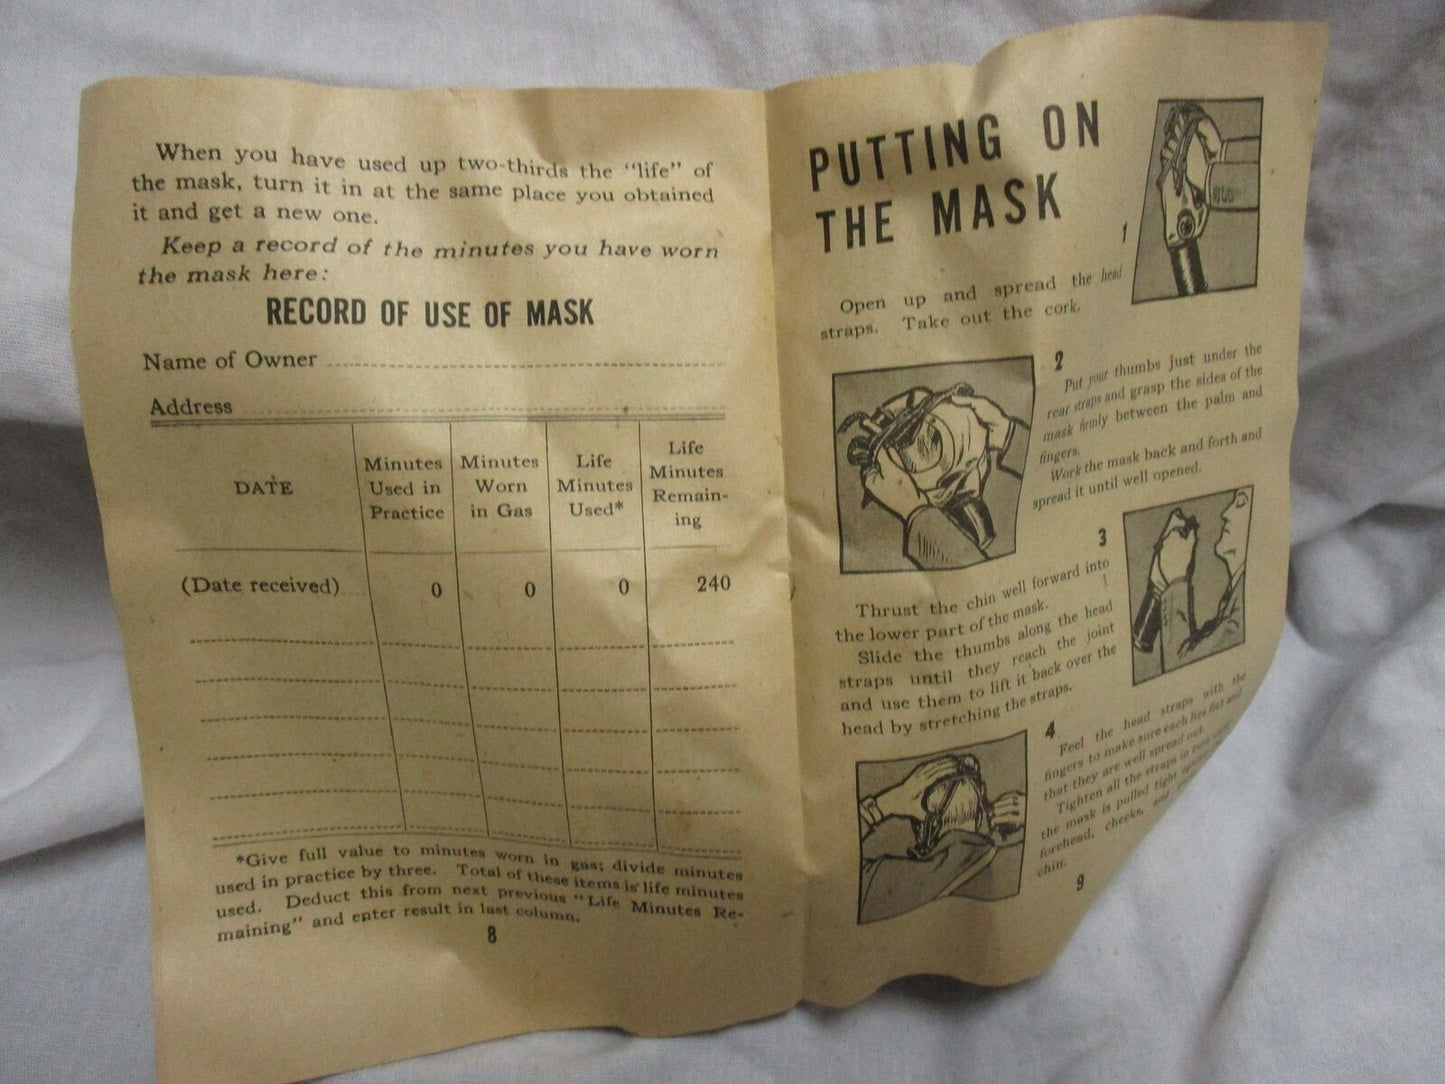 When you have used up two-thirds the "life" of
the mask, turn it in at the same place you obtained
it and get a new one.
Keep a record of the minutes you have worn
the mask here:
RECORD OF USE OF MASK
Name of Owner
Address
DATE
Minutes
Used in
Practice
Minutes
Worn
in Gas
Life
Minutes
Used*
Life
Minutes
Remain-
ing
(Date received) 0 0 0 240
*Give full value to minutes worn in gas; divide minutes
used in practice by three. Total of these items is life minutes
used. Deduct this from next previous "Life Minutes Re-
maining" and enter result in last column.
8
PUTTING ON
THE MASK
1
Open up and spread the head
straps. Take out the cork.
2
Put your thumbs just under the
rear straps and grasp the sides of the
mask firmly between the palm and
fingers.
Work the mask back and forth and
spread it until well opened.
3
Thrust the chin well forward into
the lower part of the mask.
Slide the thumbs along the head
straps until they reach the joint
and use them to lift it back over the
head by stretching the straps.
4
Feel the head straps with the
fingers to make sure each lies flat and
that they are well spread out.
Tighten all the straps in turn
the mask is pulled tight
forehead, cheeks, and
chin.
9